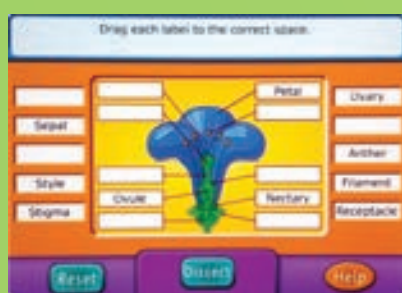 Drag each label to the correct space.
Petal
Ovary
Sepal
Anther
Style
Ovule
Nectary
Filament
Stigma
Receptacle
Reset
Dissect
Help